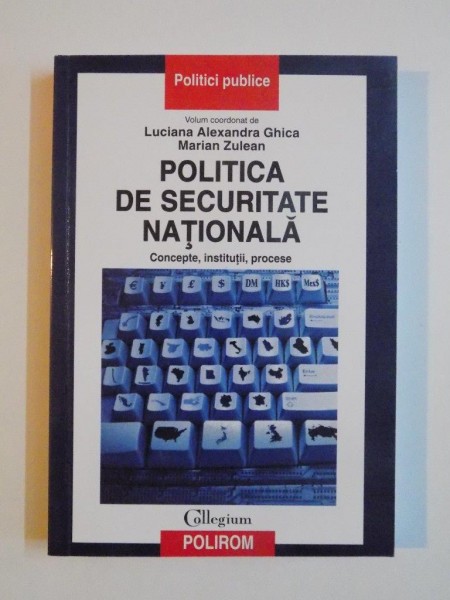 Politici publice
Volum coordonat de
Luciana Alexandra Ghica
Marian Zulean
POLITICA
DE SECURITATE
NAŢIONALĂ
Concepte, instituţii, procese
€ ¥ £ $ DM HK$ Mex$
Collegium
POLIROM